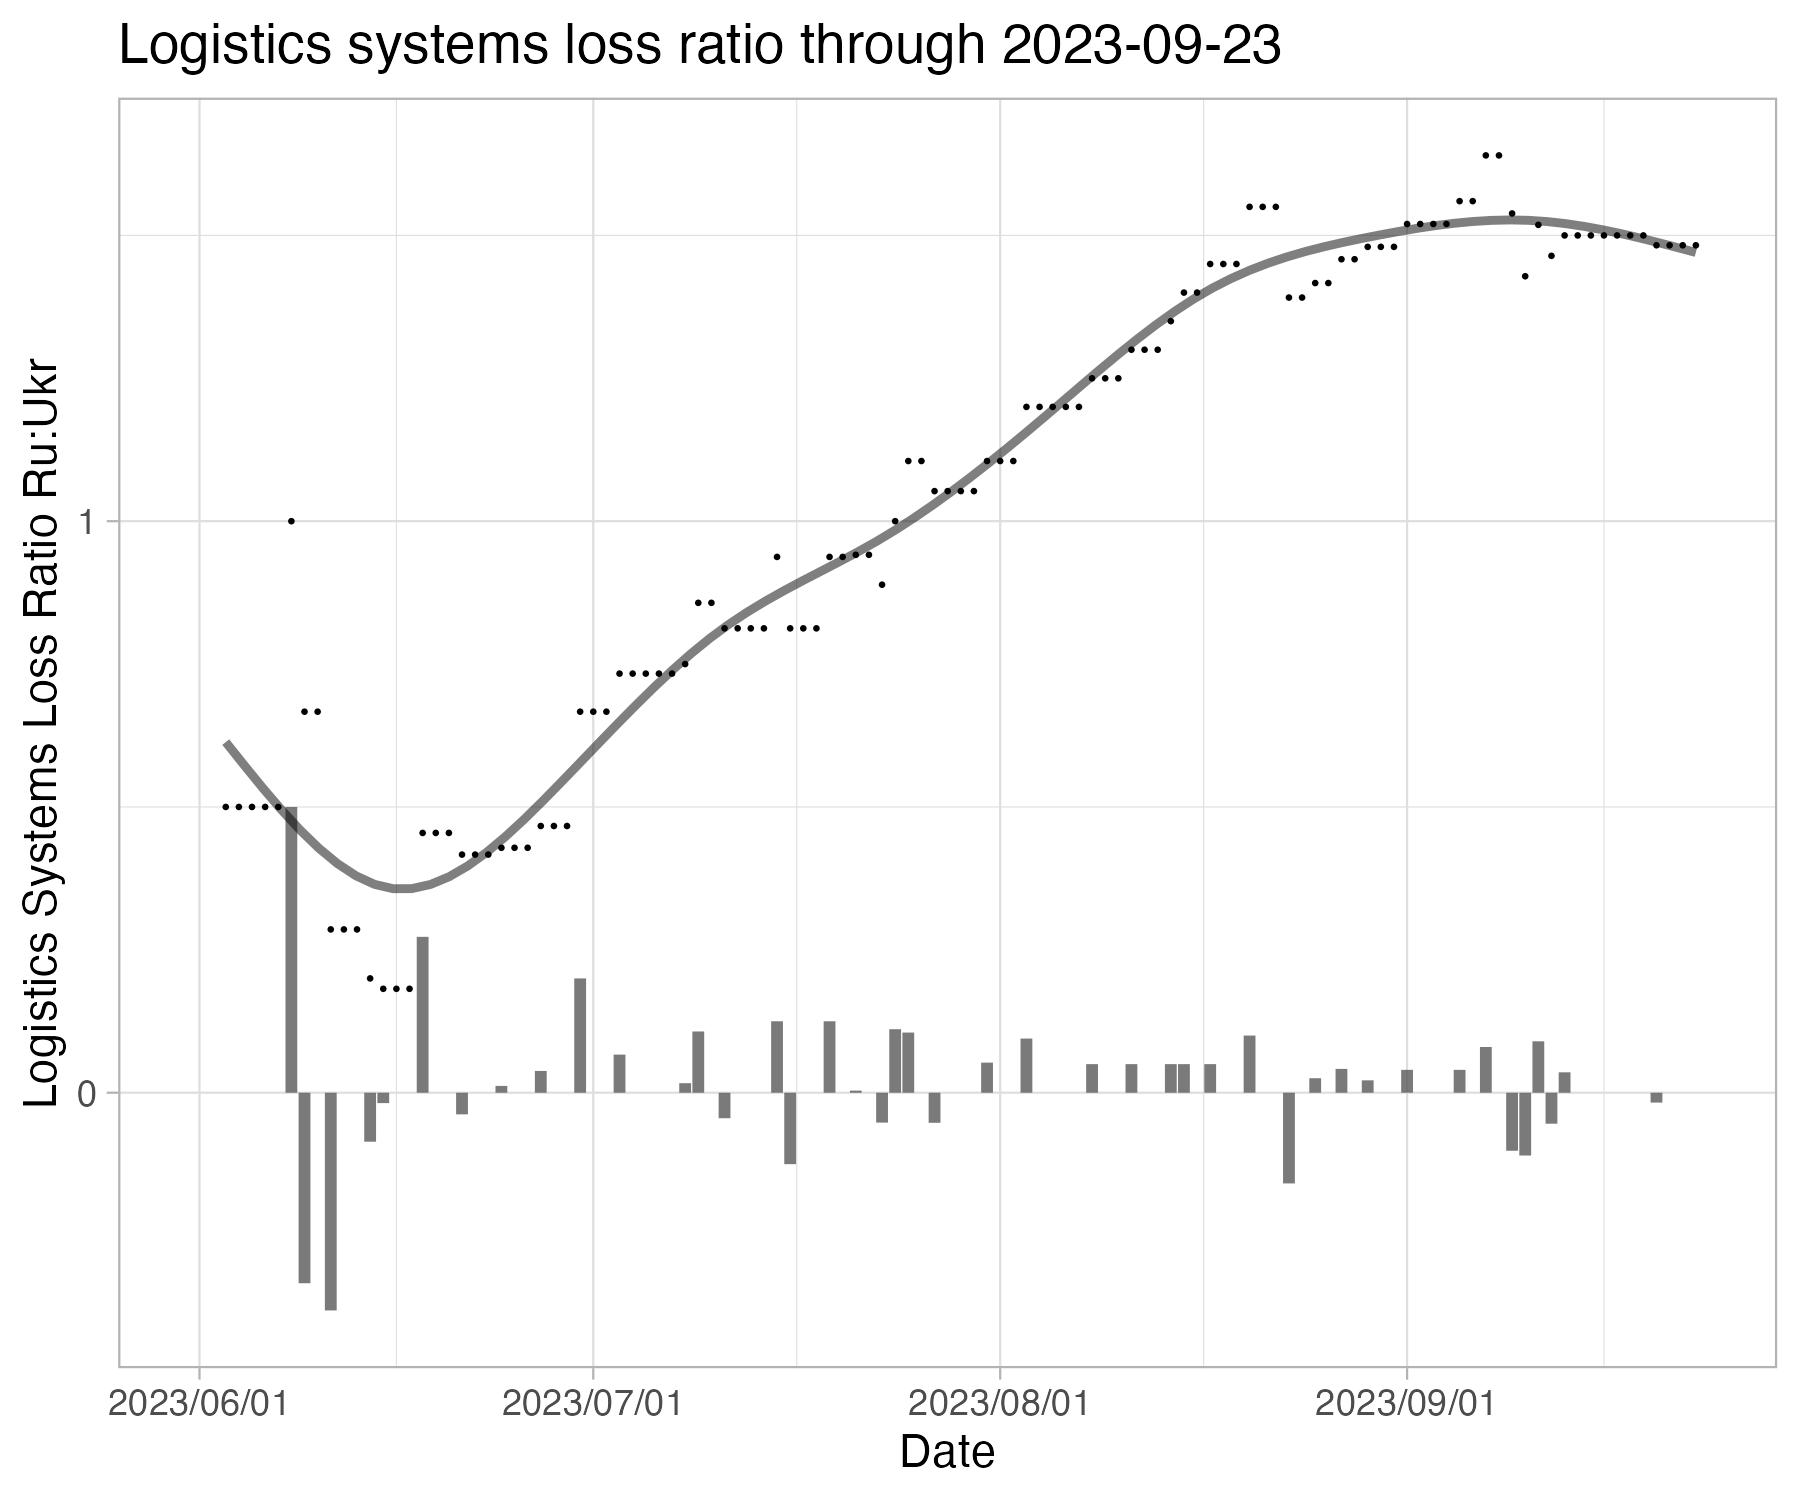 Logistics systems loss ratio through 2023-09-23
Logistics Systems Loss Ratio Ru:Ukr
1
0
2023/06/01
2023/07/01
2023/08/01
2023/09/01
Date